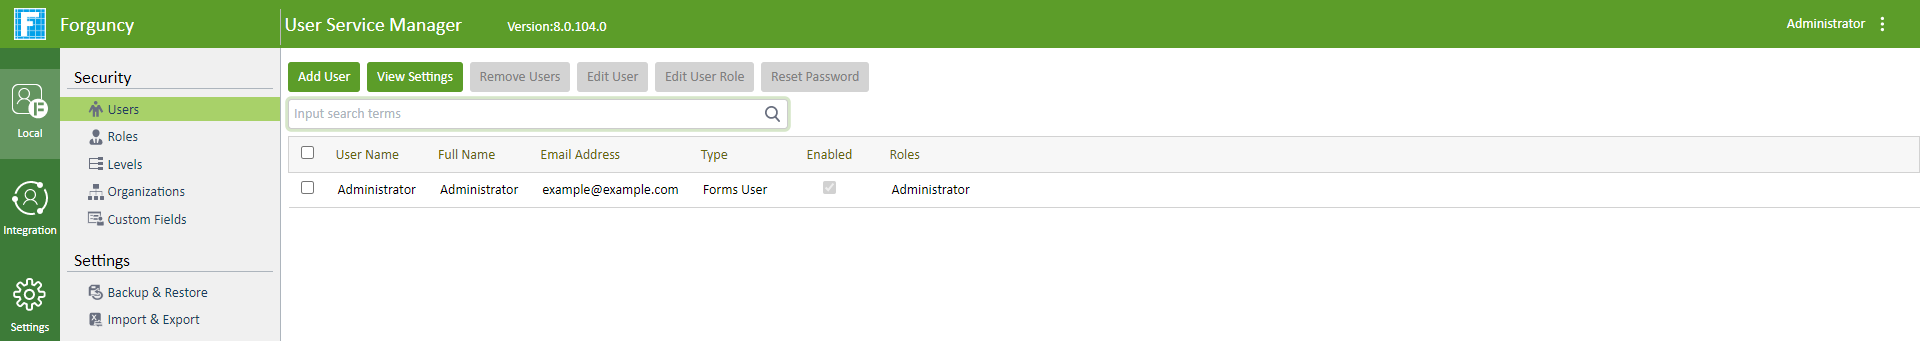 Forguncy
User Service Manager Version:8.0.104.0
Administrator
Local
Integration
Settings
Security
Users
Roles
Levels
Organizations
Custom Fields
Settings
Backup & Restore
Import & Export
Add User View Settings Remove Users Edit User Edit User Role Reset Password
Input search terms
User Name Full Name Email Address Type Enabled Roles
Administrator Administrator example@example.com Forms User Administrator